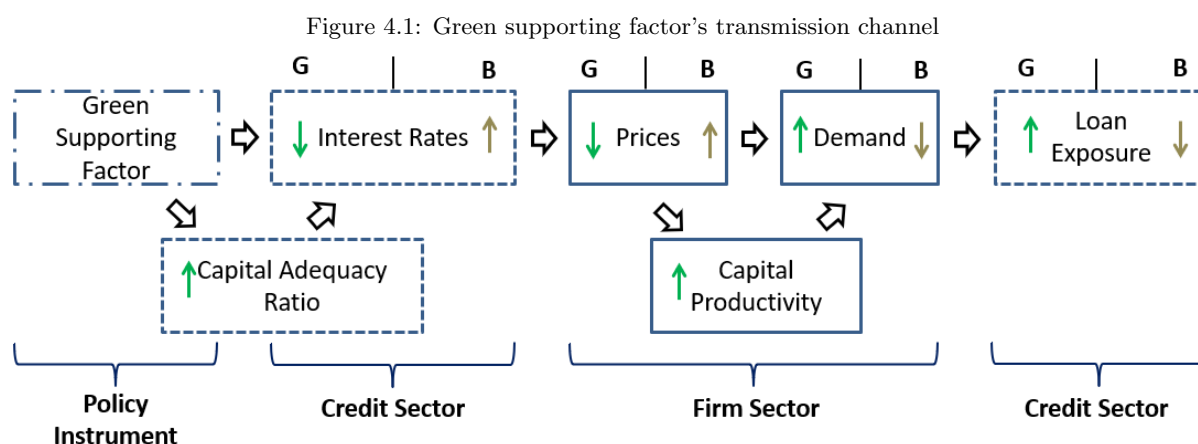 Figure 4.1: Green supporting factor's transmission channel
G B G B G B G B
Green
Supporting
Factor
Interest Rates
Prices
Demand
Loan
Exposure
Capital Adequacy
Ratio
Capital
Productivity
Policy
Instrument
Credit Sector
Firm Sector
Credit Sector